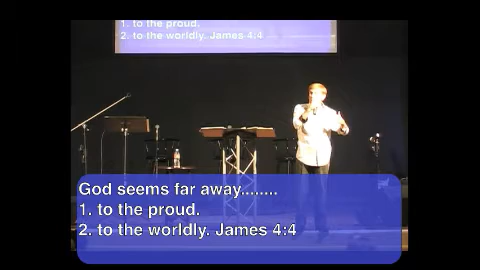 1. to the proud.
2. to the worldly. James 4:4
God seems far away........
1. to the proud.
2. to the worldly. James 4:4